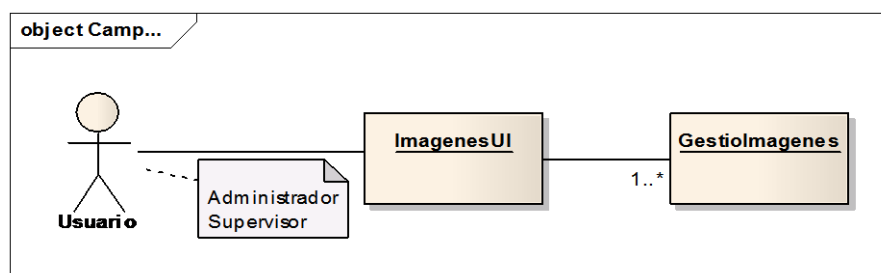 object Camp...
ImagenesUI
GestioImagenes
1..*
Administrador
Supervisor
Usuario